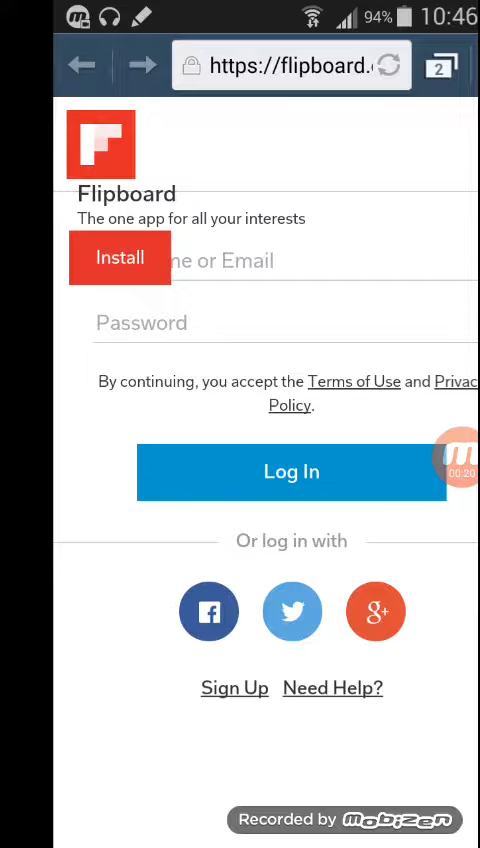 94% 10:46
https://flipboard.
2
Flipboard
The one app for all your interests
Install
me or Email
Password
By continuing, you accept the Terms of Use and Privac
Policy.
Log In
00:20
Or log in with
g+
Sign Up Need Help?
Recorded by mobizen